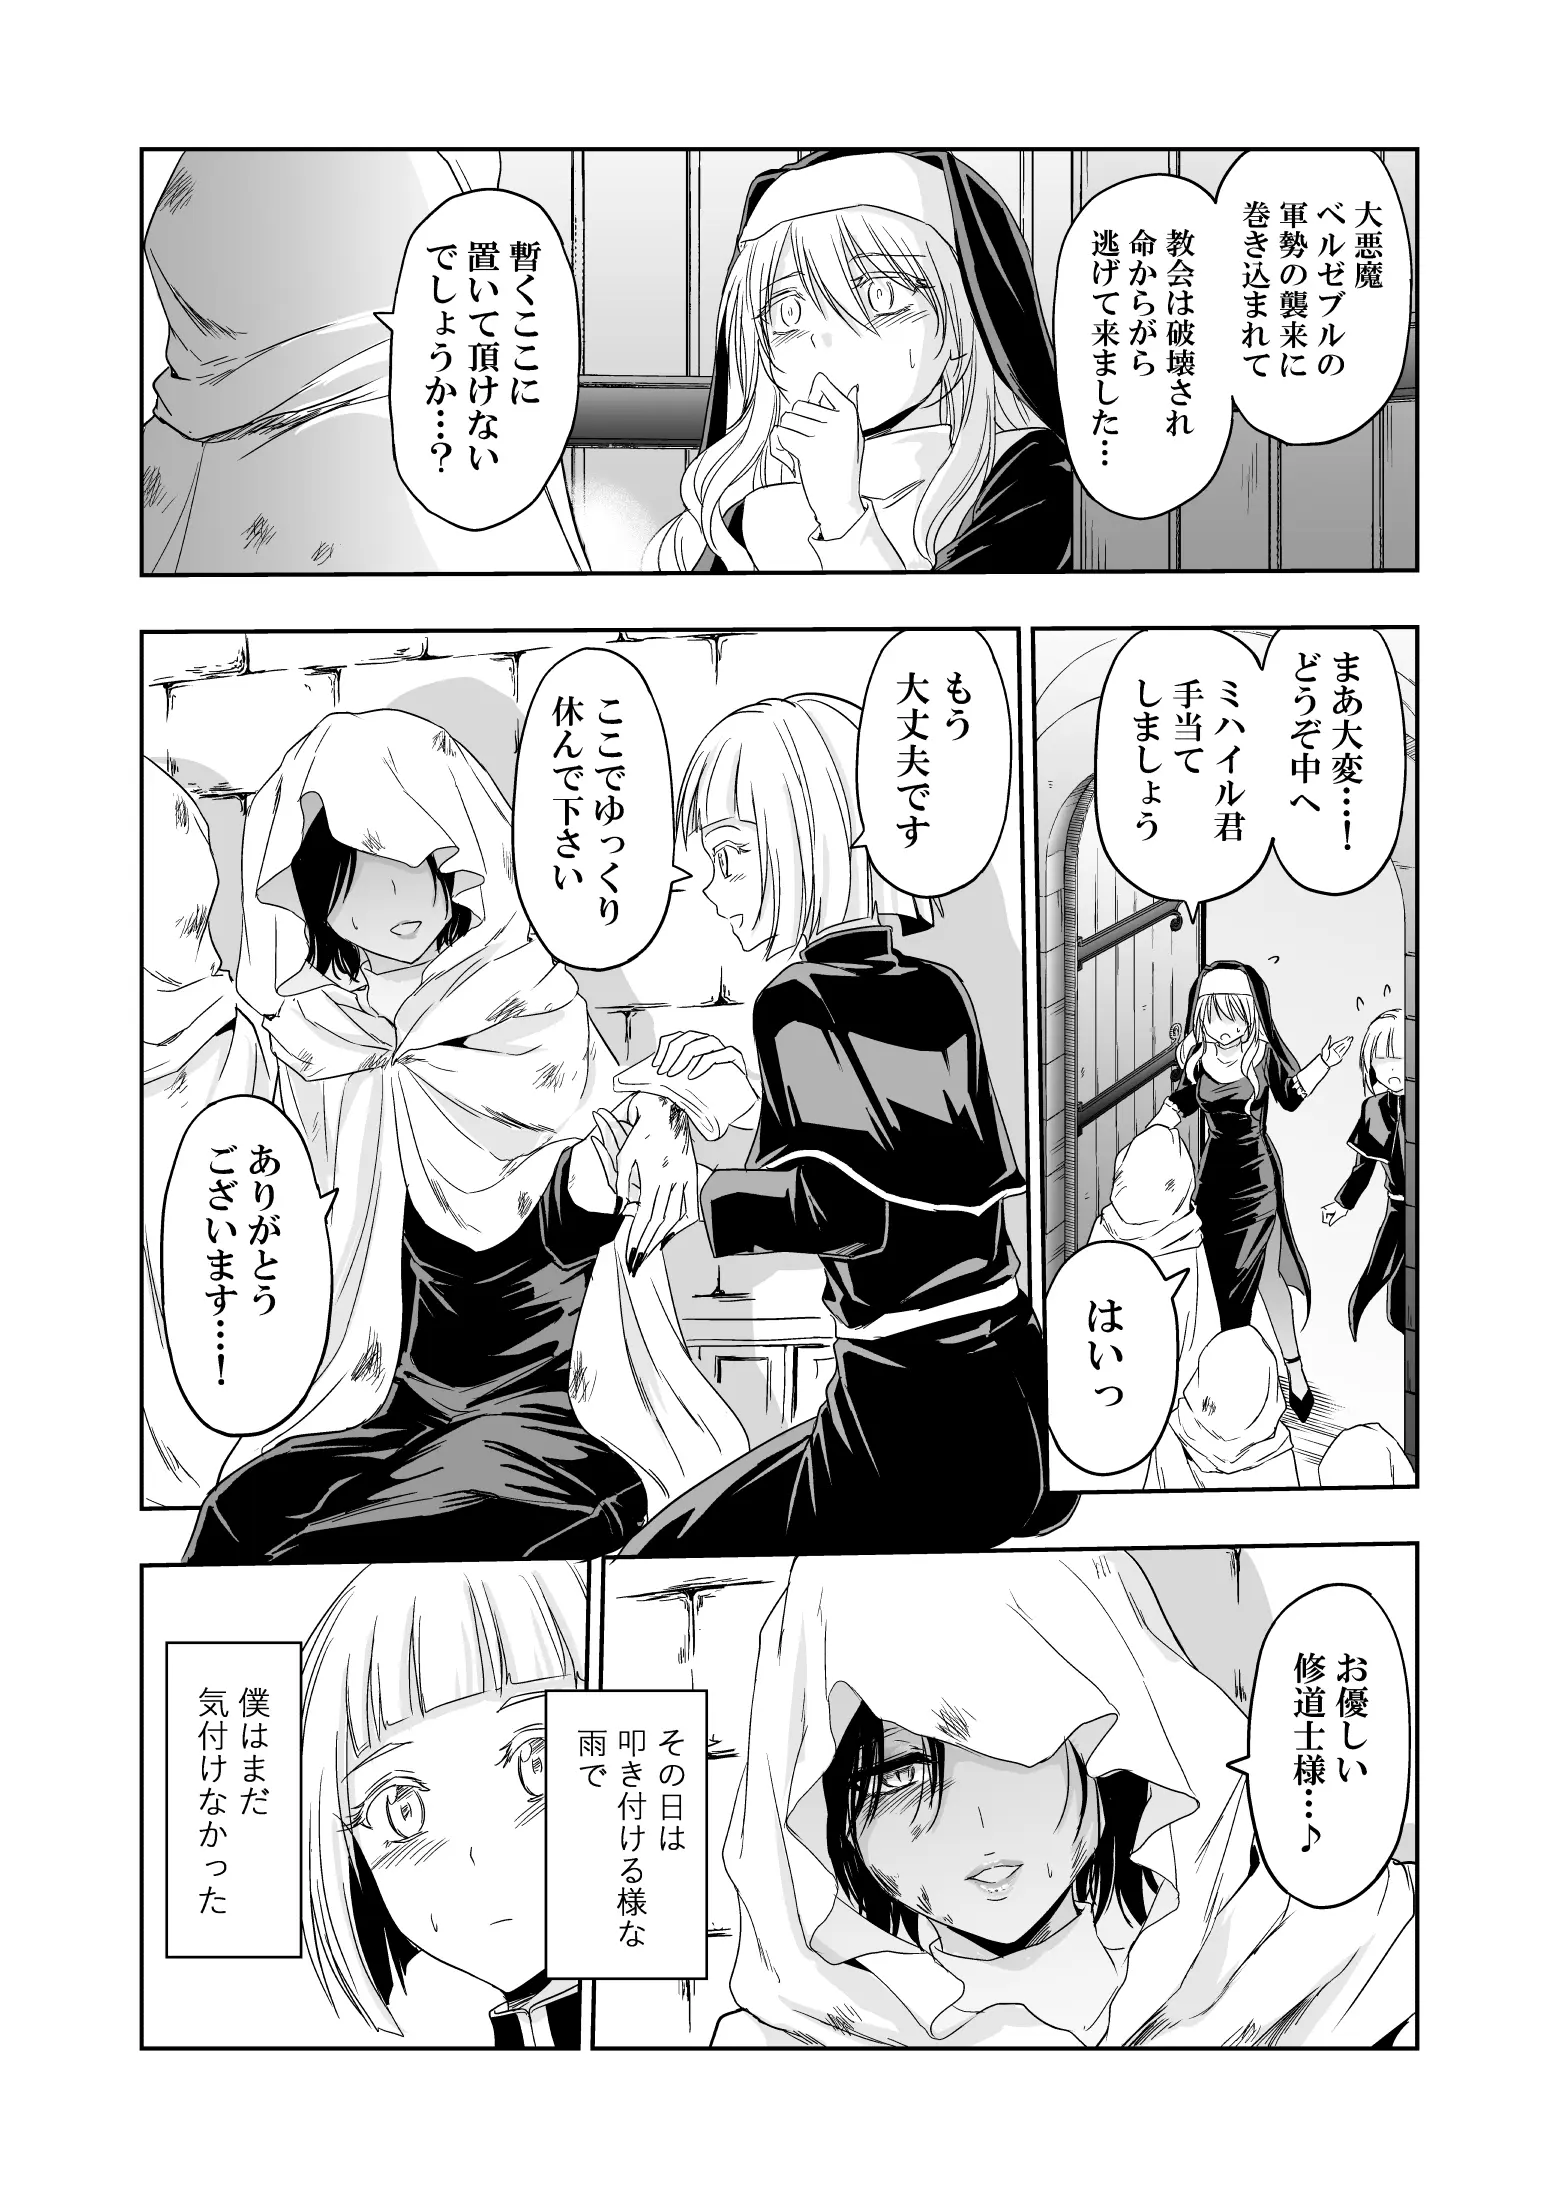 大悪魔
ベルゼブルの
軍勢の襲来に
巻き込まれて
教会は破壊され
命からがら
逃げて来ました…
暫くここに
置いて頂けない
でしょうか…？
まあ大変…！
どうぞ中へ
ミハイル君
手当て
しましょう
はいっ
もう
大丈夫です
ここでゆっくり
休んで下さい
ありがとう
ございます……！
お優しい
修道士様…♪
その日は
叩き付ける様な
雨で
僕はまだ
気付けなかった